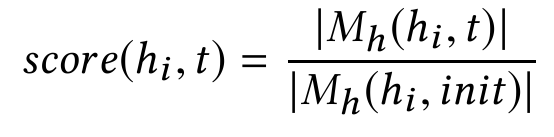 score(h_i, t) = |M_h(h_i, t)| / |M_h(h_i, init)|